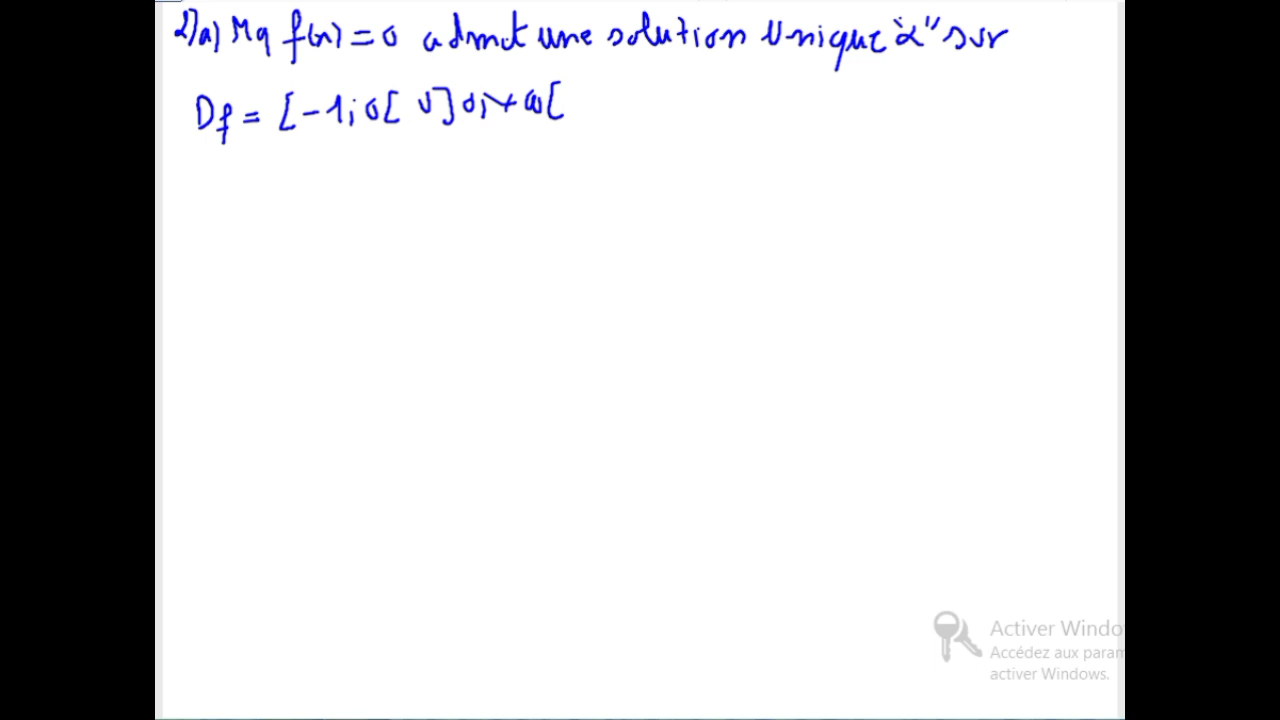 2)a) Mq f(x) = 0 admet une solution unique "α" sur
Df = [-1; 0[ ∪ ]0; +∞[
Activer Windo
Accédez aux param
activer Windows.